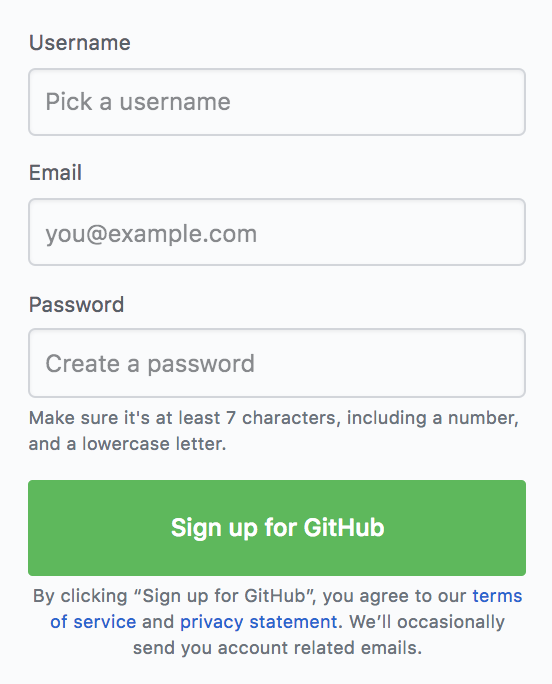 Username
Pick a username
Email
you@example.com
Password
Create a password
Make sure it's at least 7 characters, including a number,
and a lowercase letter.
Sign up for GitHub
By clicking “Sign up for GitHub”, you agree to our terms
of service and privacy statement. We’ll occasionally
send you account related emails.